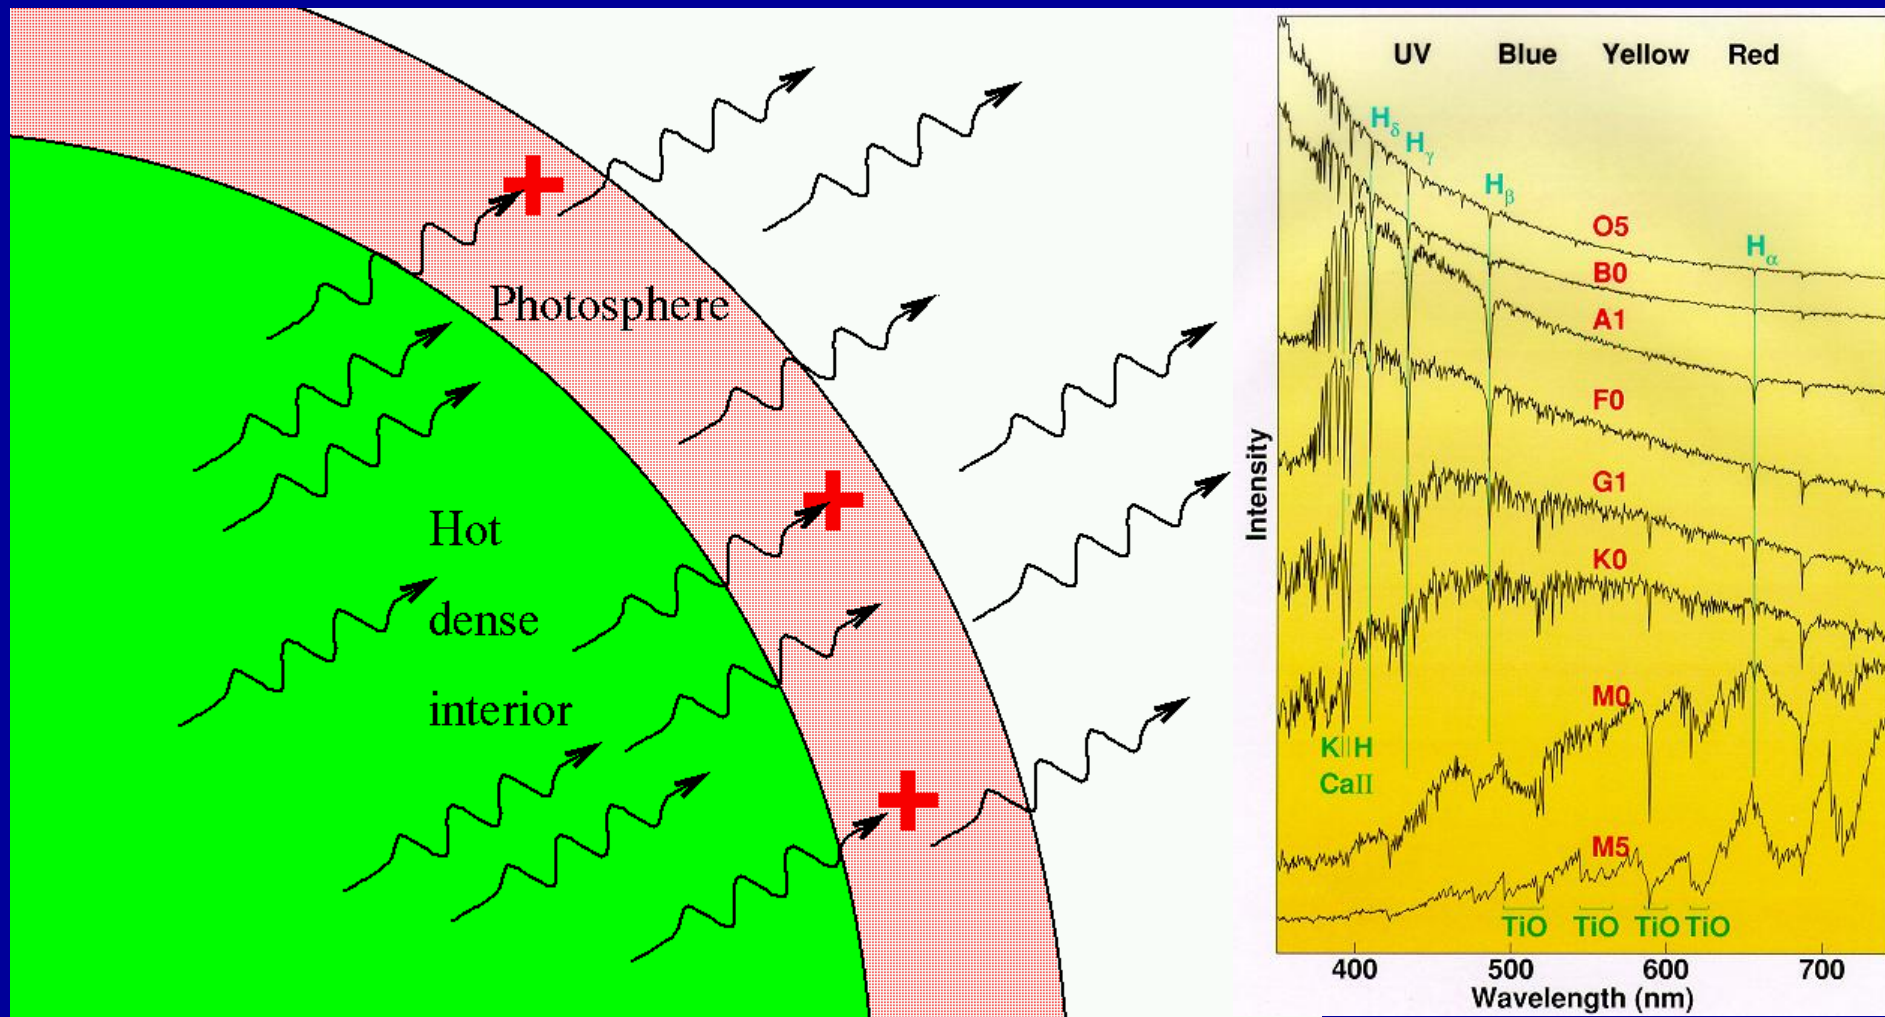 Photosphere
Hot
dense
interior
UV Blue Yellow Red
Hδ
Hγ
Hβ
Hα
O5
B0
A1
F0
G1
K0
M0
M5
K H
CaII
TiO TiO TiO TiO
Intensity
400 500 600 700
Wavelength (nm)